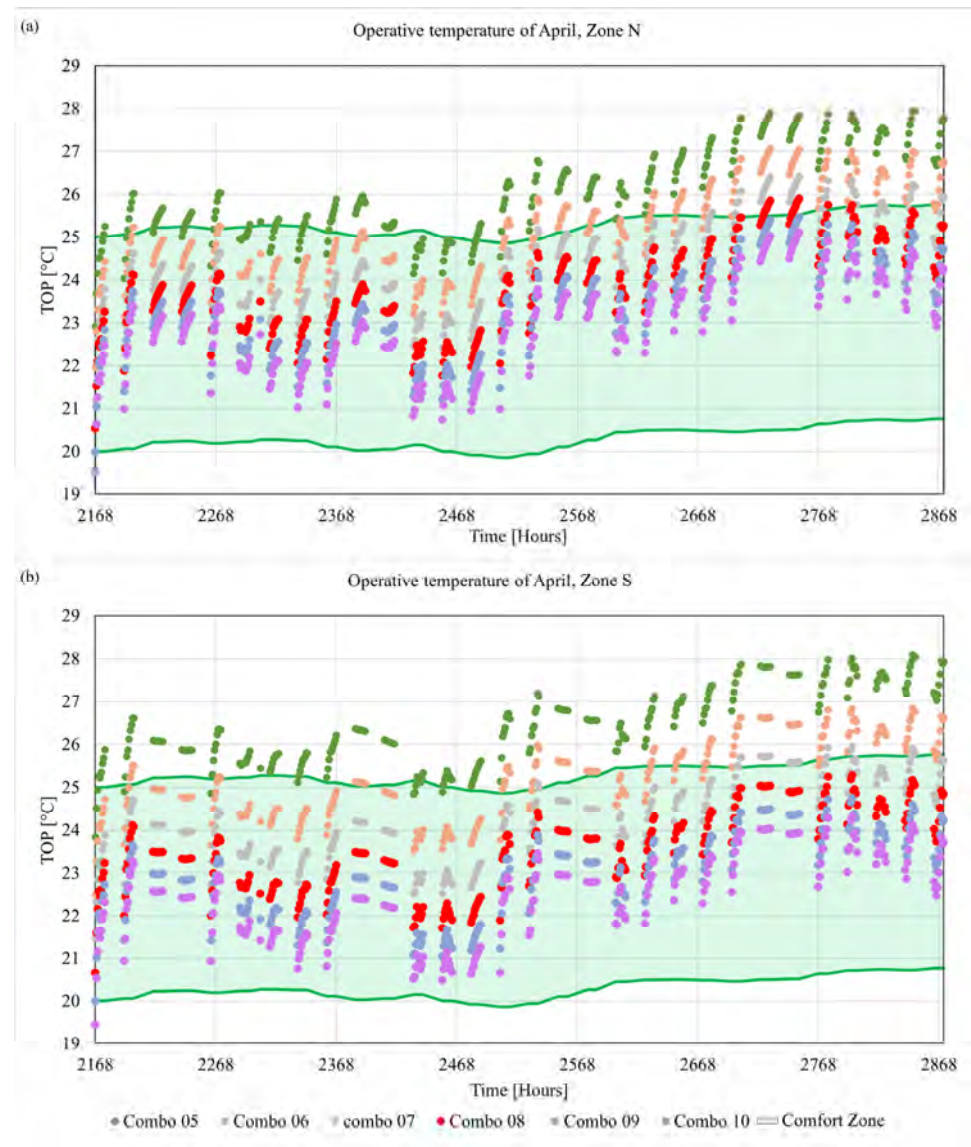 (a)
Operative temperature of April, Zone N
29
28
27
26
25
24
23
22
21
20
19
TOP [°C]
2168 2268 2368 2468 2568 2668 2768 2868
Time [Hours]
(b)
Operative temperature of April, Zone S
29
28
27
26
25
24
23
22
21
20
19
TOP [°C]
2168 2268 2368 2468 2568 2668 2768 2868
Time [Hours]
Combo 05 Combo 06 combo 07 Combo 08 Combo 09 Combo 10 Comfort Zone